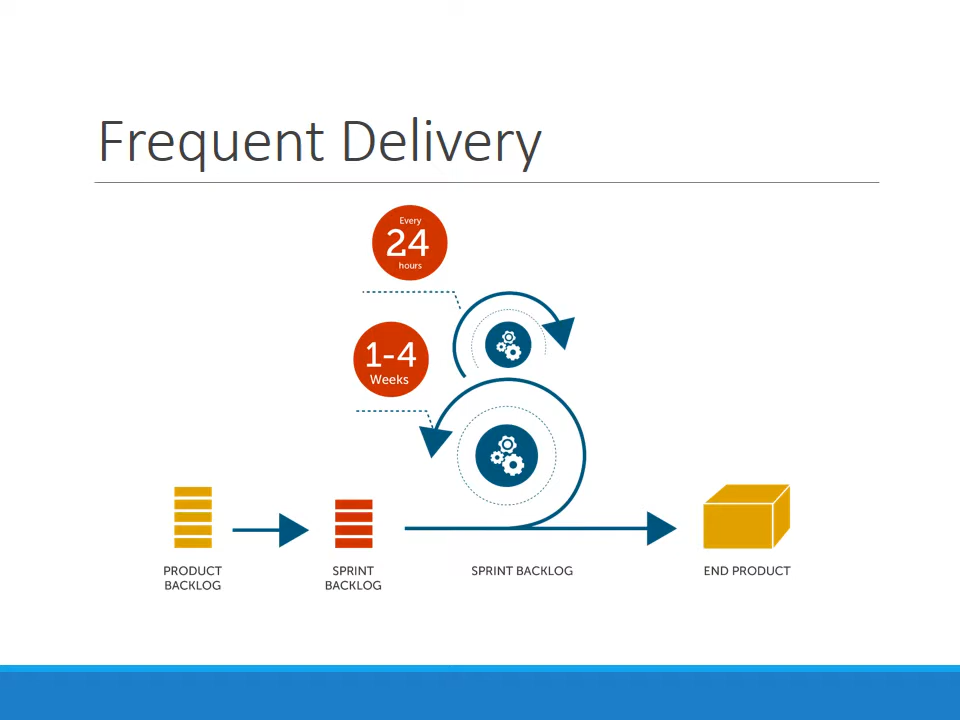 Frequent Delivery
Every
24
hours
1-4
Weeks
PRODUCT
BACKLOG
SPRINT
BACKLOG
SPRINT BACKLOG
END PRODUCT